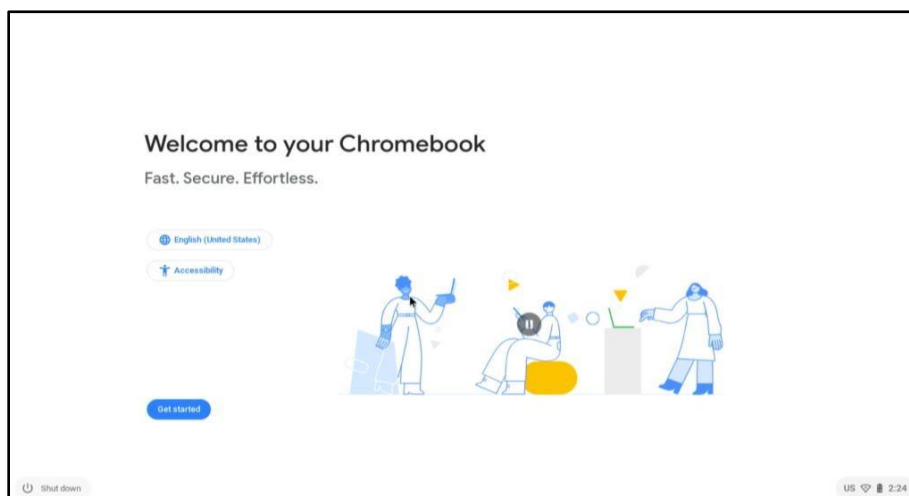 Welcome to your Chromebook
Fast. Secure. Effortless.
English (United States)
Accessibility
Get started
Shut down
US 2:24